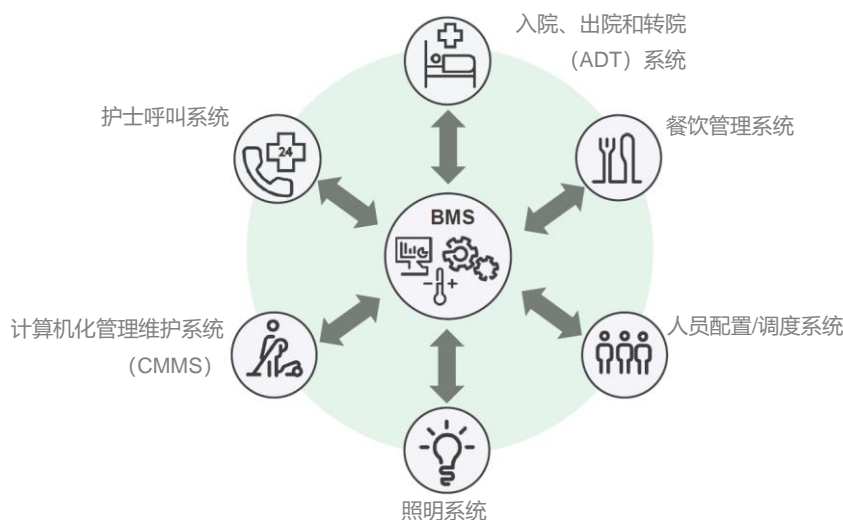 入院、出院和转院
（ADT）系统
护士呼叫系统
24
餐饮管理系统
BMS
计算机化管理维护系统
（CMMS）
人员配置/调度系统
照明系统